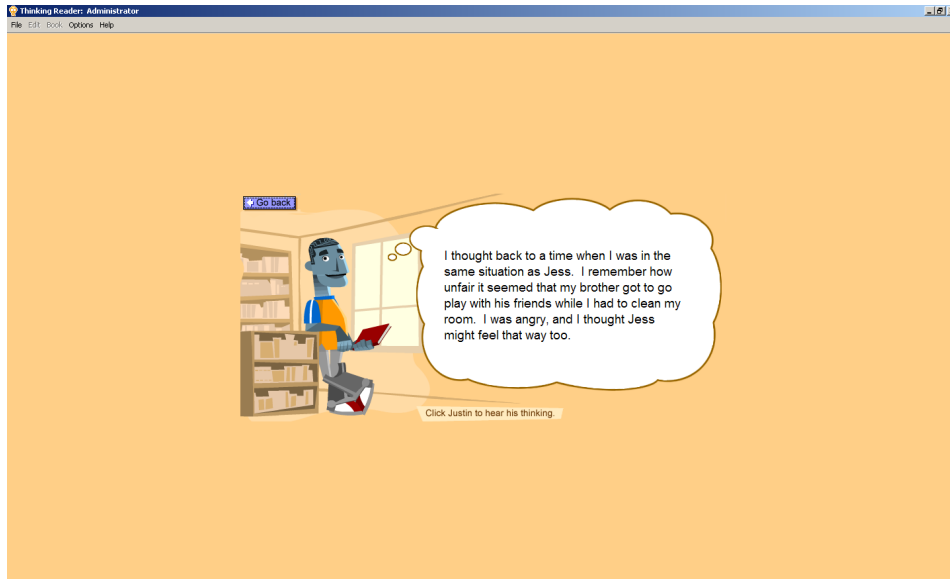 Thinking Reader: Administrator
File Edit Book Options Help
Go back
I thought back to a time when I was in the
same situation as Jess. I remember how
unfair it seemed that my brother got to go
play with his friends while I had to clean my
room. I was angry, and I thought Jess
might feel that way too.
Click Justin to hear his thinking.